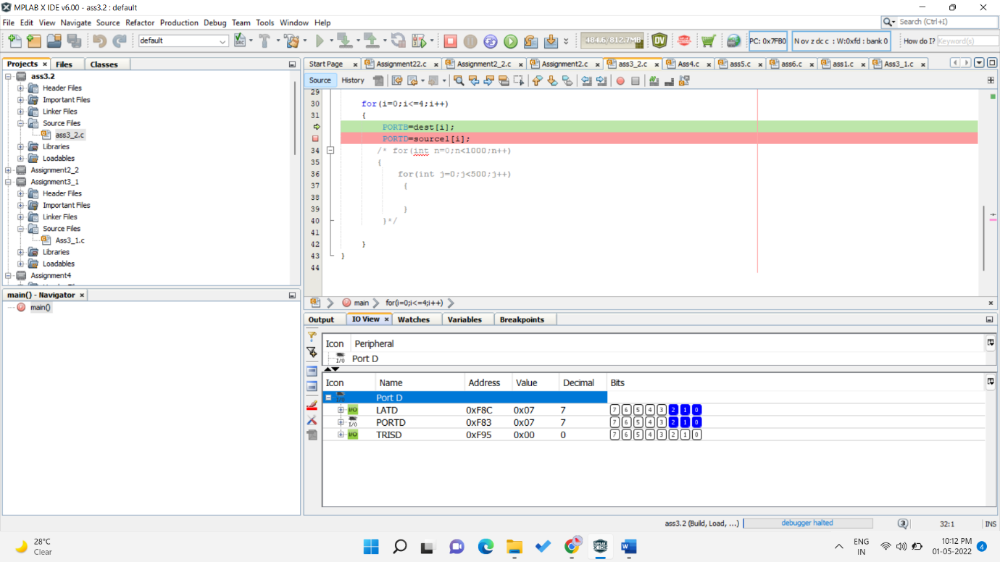 MPLAB X IDE v6.00 - ass3.2 : default
File Edit View Navigate Source Refactor Production Debug Team Tools Window Help
Search (Ctrl+I)
default
484.6/812.7MB
PC: 0x7FB0
N ov z dc c : W:0xfd : bank 0
How do I? Keyword(s)
Projects Files Classes
ass3.2
Header Files
Important Files
Linker Files
Source Files
ass3_2.c
Libraries
Loadables
Assignment2_2
Assignment3_1
Header Files
Important Files
Linker Files
Source Files
Ass3_1.c
Libraries
Loadables
Assignment4
main() - Navigator
main()
Start Page Assignment22.c Assignment2_2.c Assignment2.c ass3_2.c Ass4.c ass5.c ass6.c ass1.c Ass3_1.c
Source History
29
30 for(i=0;i<=4;i++)
31 {
PORTB=dest[i];
PORTD=source1[i];
34 /* for(int n=0;n<1000;n++)
35 {
36 for(int j=0;j<500;j++)
37 {
38
39 }
40 }*/
41
42 }
43 }
44
main for(i=0;i<=4;i++)
Output IO View Watches Variables Breakpoints
Icon Peripheral
Port D
Icon Name Address Value Decimal Bits
Port D
LATD 0xF8C 0x07 7 7 6 5 4 3 2 1 0
PORTD 0xF83 0x07 7 7 6 5 4 3 2 1 0
TRISD 0xF95 0x00 0 7 6 5 4 3 2 1 0
ass3.2 (Build, Load, ...) debugger halted 3 32:1 INS
28°C
Clear
ENG
IN
10:12 PM
01-05-2022
4